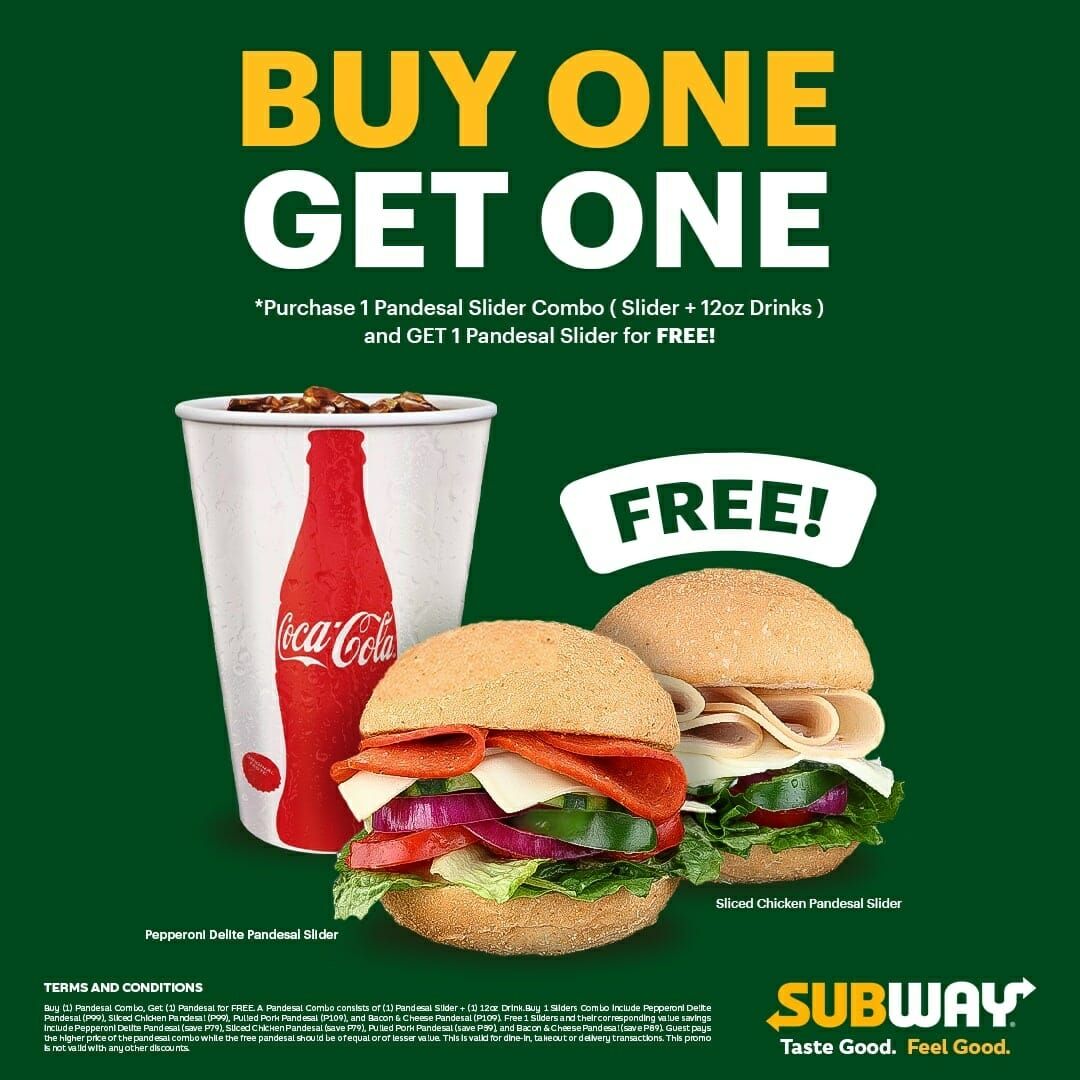 BUY ONE
GET ONE
*Purchase 1 Pandesal Slider Combo ( Slider + 12oz Drinks )
and GET 1 Pandesal Slider for FREE!
FREE!
Coca-Cola
Sliced Chicken Pandesal Slider
Pepperoni Delite Pandesal Slider
TERMS AND CONDITIONS
Buy (1) Pandesal Combo, Get (1) Pandesal for FREE. A Pandesal Combo consists of (1) Pandesal Slider + (1) 12oz Drink.Buy 1 Sliders Combo Include Pepperoni Delite
Pandesal (P99), Sliced Chicken Pandesal (P99), Pulled Pork Pandesal (P109), and Bacon & Cheese Pandesal (P109). Free 1 Sliders and their corresponding value savings
include Pepperoni Delite Pandesal (save P79), Sliced Chicken Pandesal (save P79), Pulled Pork Pandesal (save P89), and Bacon & Cheese Pandesal (save P89). Guest pays
the higher price of the pandesal combo while the free pandesal should be of equal or of lesser value. This is valid for dine-in, takeout or delivery transactions. This promo
is not valid with any other discounts.
SUBWAY®
Taste Good. Feel Good.